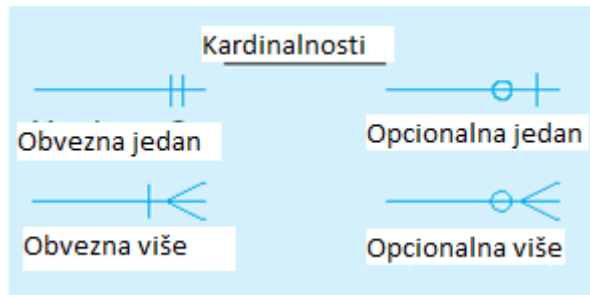 Kardinalnosti
Obvezna jedan
Opcionalna jedan
Obvezna više
Opcionalna više